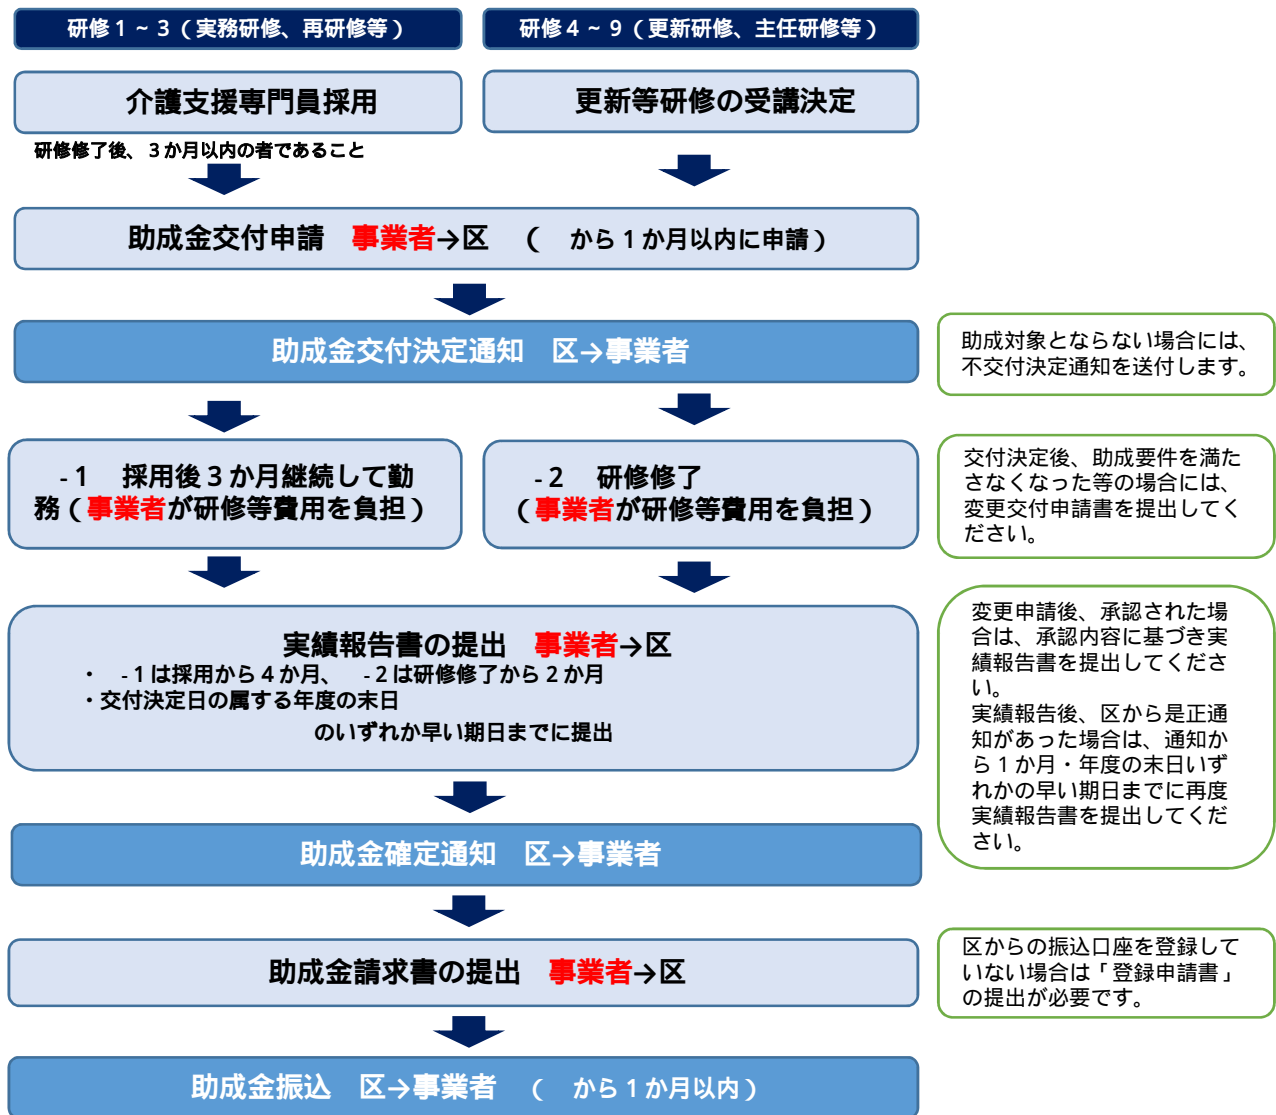 研修1~3（実務研修、再研修等）
研修4~9（更新研修、主任研修等）
介護支援専門員採用
更新等研修の受講決定
研修修了後、3か月以内の者であること
助成金交付申請　事業者→区　（　から1か月以内に申請）
助成金交付決定通知　区→事業者
助成対象とならない場合には、
不交付決定通知を送付します。
-1　採用後3か月継続して勤
務（事業者が研修等費用を負担）
-2　研修修了
（事業者が研修等費用を負担）
交付決定後、助成要件を満た
さなくなった等の場合には、
変更交付申請書を提出してく
ださい。
実績報告書の提出　事業者→区
・　-1は採用から4か月、　-2は研修修了から2か月
・交付決定日の属する年度の末日
のいずれか早い期日までに提出
変更申請後、承認された場
合は、承認内容に基づき実
績報告書を提出してくださ
い。
実績報告後、区から是正通
知があった場合は、通知か
ら1か月・年度の末日いず
れかの早い期日までに再度
実績報告書を提出してくだ
さい。
助成金確定通知　区→事業者
助成金請求書の提出　事業者→区
区からの振込口座を登録して
いない場合は「登録申請書」
の提出が必要です。
助成金振込　区→事業者　（　から1か月以内）